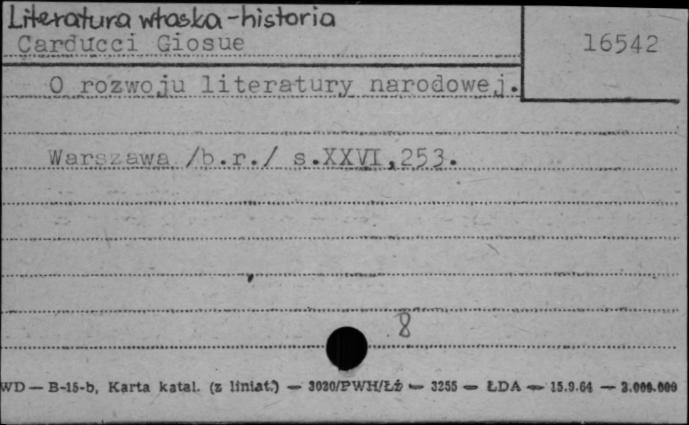 Literatura włoska - historia
Carducci Giosue
16542
O rozwoju literatury narodowej.
Warszawa /b.r./ s.XXVI,253.
8
WD — B-15-b, Karta katal. (z liniat.) — 3020/PWH/Łż — 3255 — ŁDA — 15.9.64 — 3.000.000